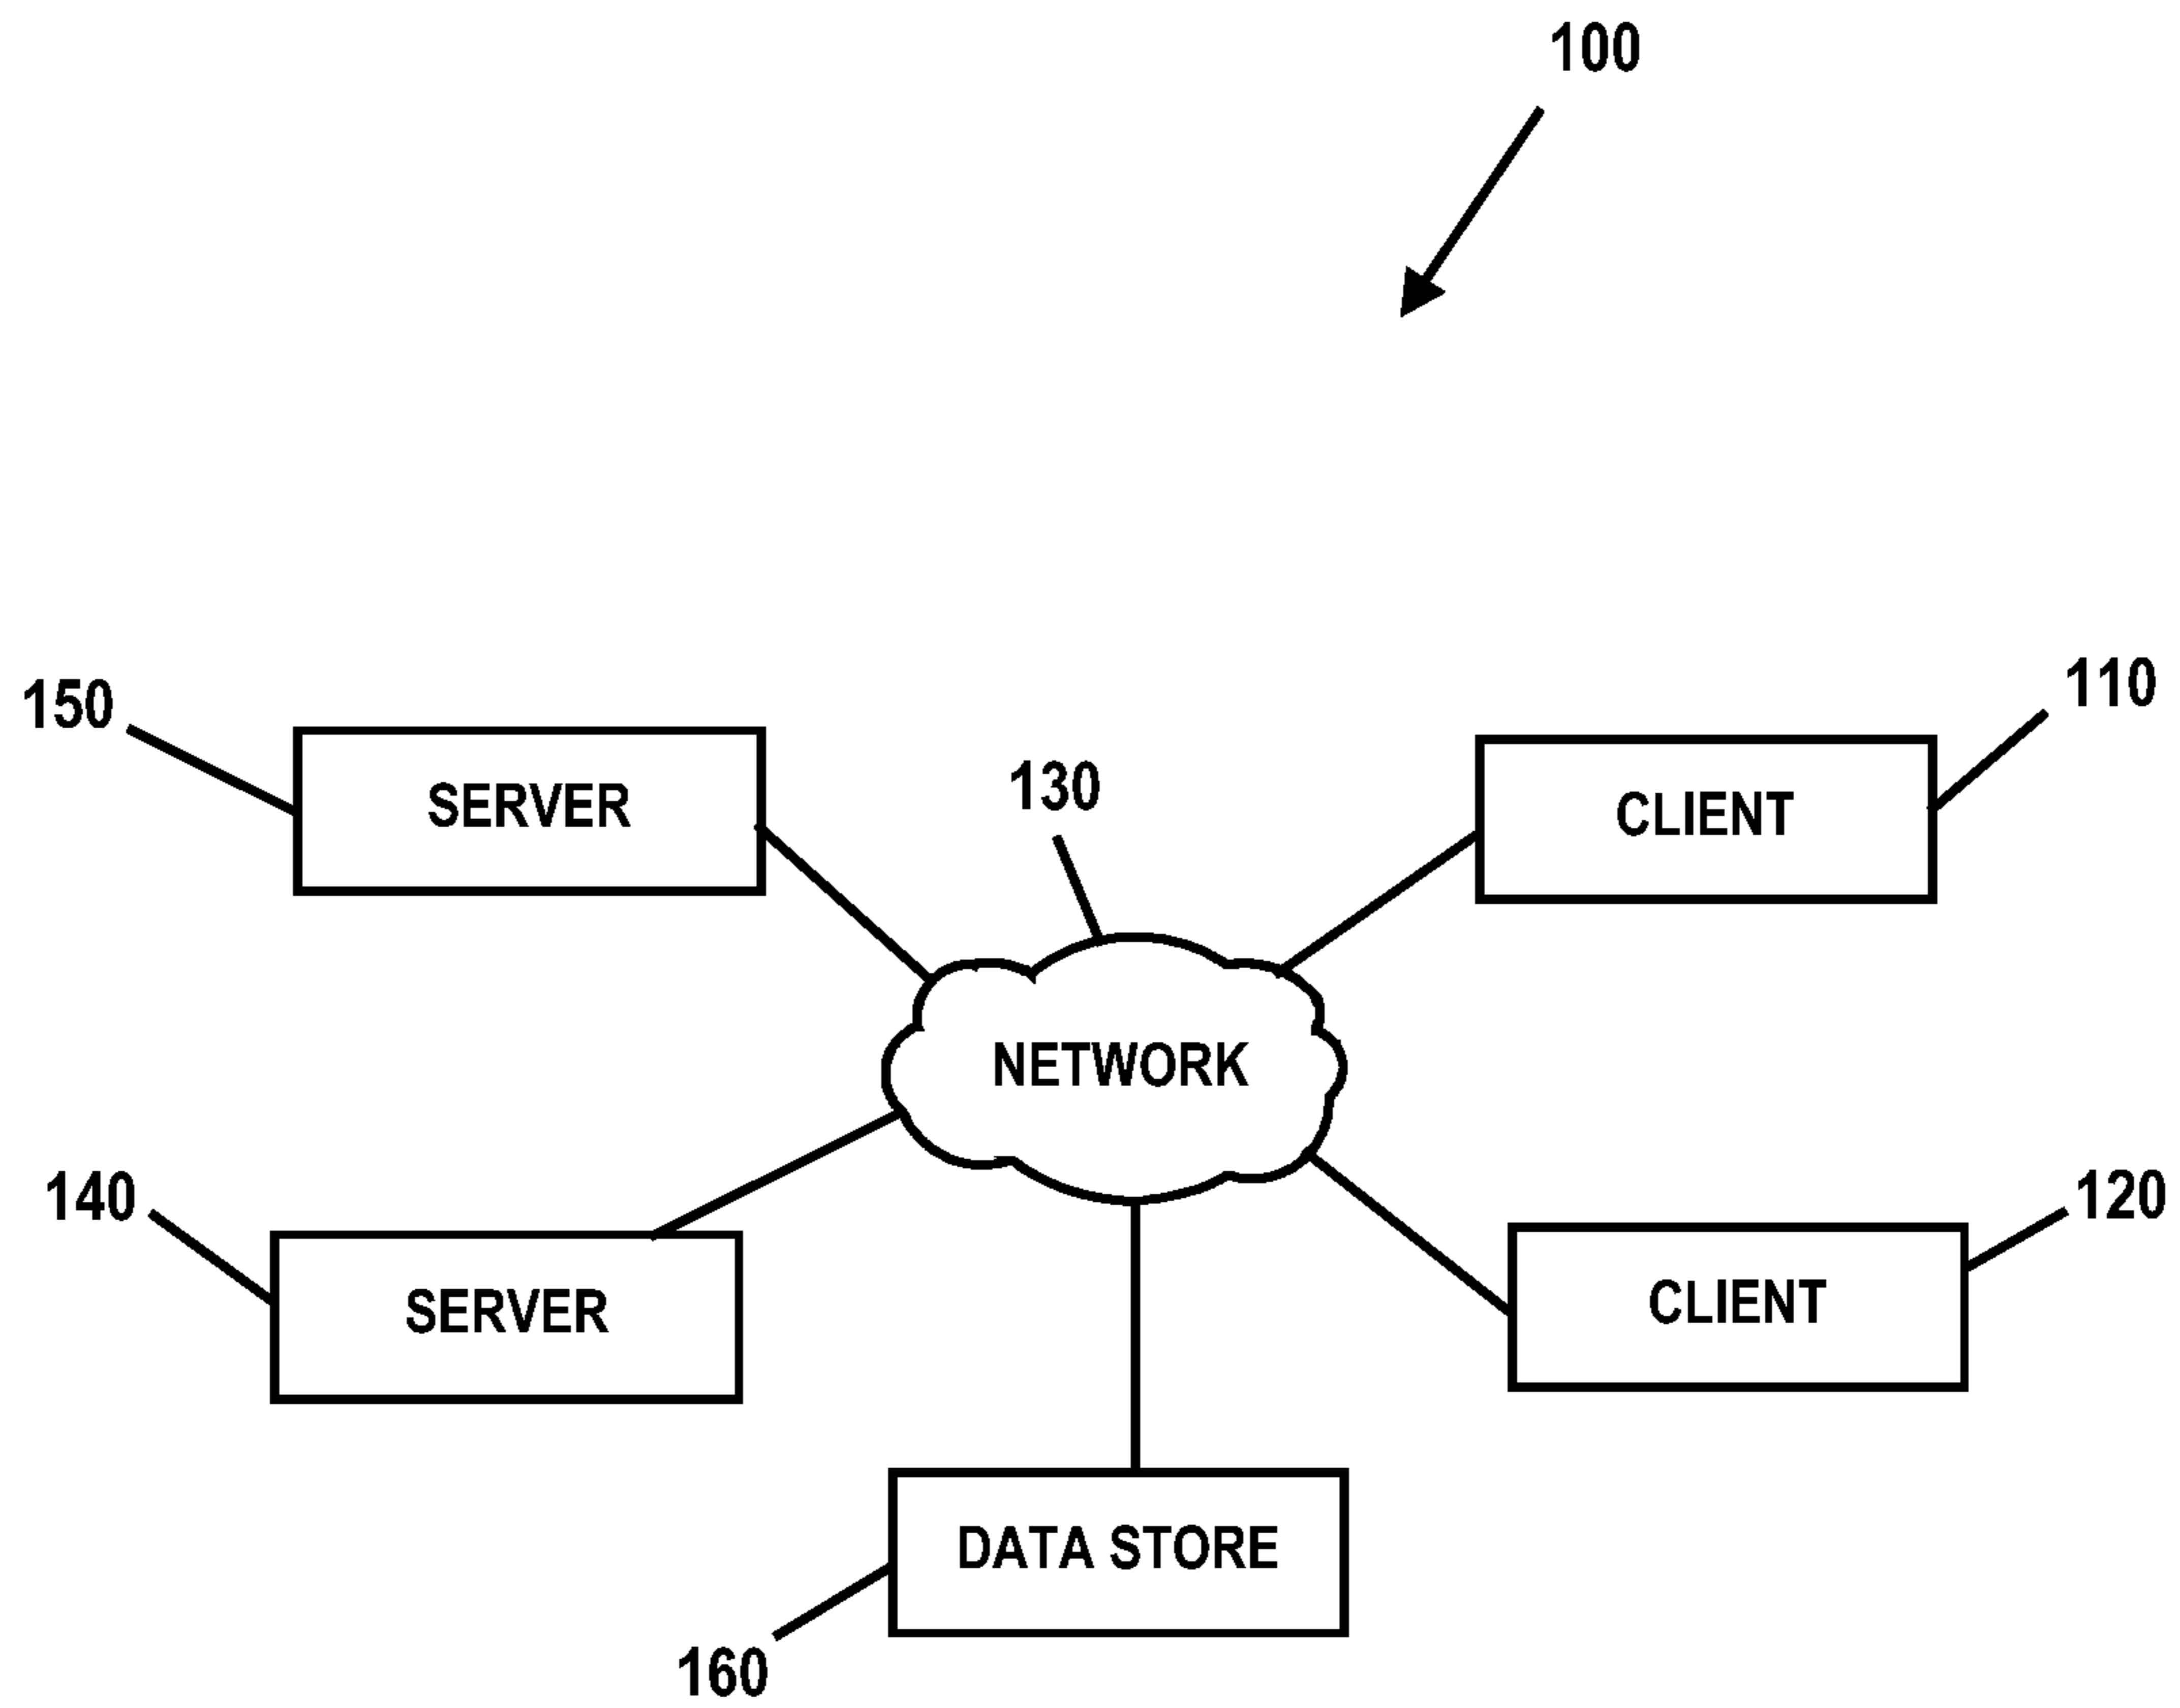 100
150
110
SERVER
130
CLIENT
NETWORK
140
120
SERVER
CLIENT
DATA STORE
160